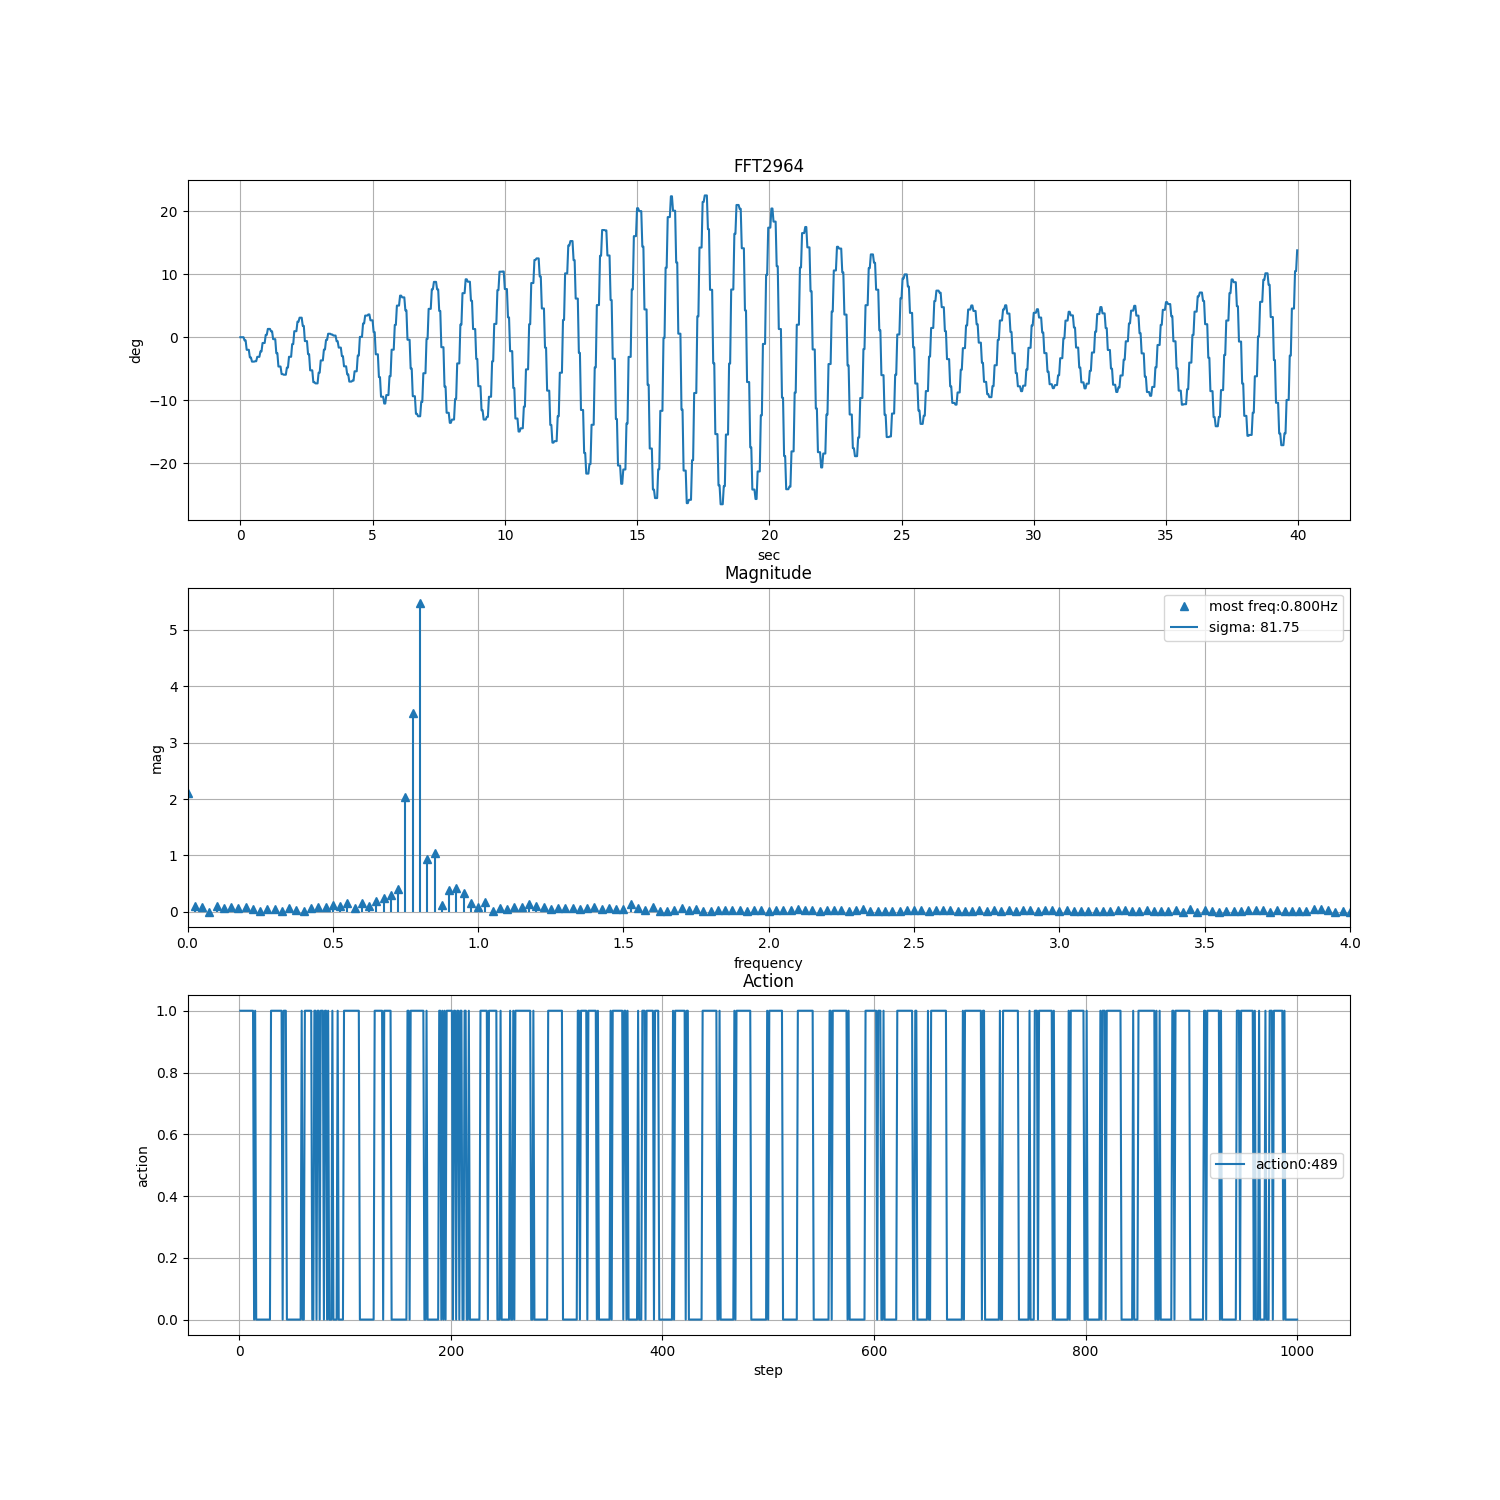 FFT2964
20
10
0
−10
−20
deg
0 5 10 15 20 25 30 35 40
sec
Magnitude
most freq:0.800Hz
sigma: 81.75
5
4
3
2
1
0
mag
0.0 0.5 1.0 1.5 2.0 2.5 3.0 3.5 4.0
frequency
Action
1.0
0.8
0.6
0.4
0.2
0.0
action
action0:489
0 200 400 600 800 1000
step